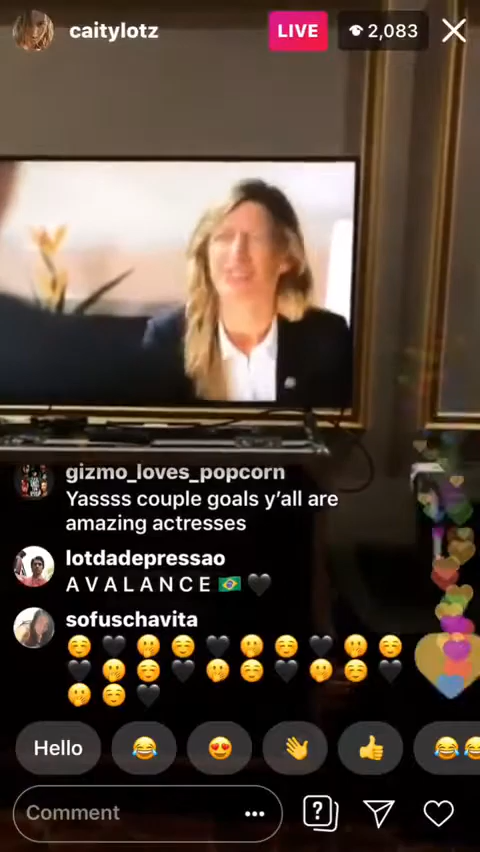 caitylotz
LIVE
2,083
gizmo_loves_popcorn
Yassss couple goals y’all are
amazing actresses
lotdadepressao
A V A L A N C E 🇧🇷 🖤
sofuschavita
☺️ 🖤 🤭 ☺️ 🖤 🤭 ☺️ 🖤 🤭 ☺️
🖤 🤭 ☺️ 🖤 🤭 ☺️ 🖤 🤭 ☺️ 🖤
🤭 ☺️ 🖤
Hello 😂 😍 👋 👍 😂😂
Comment